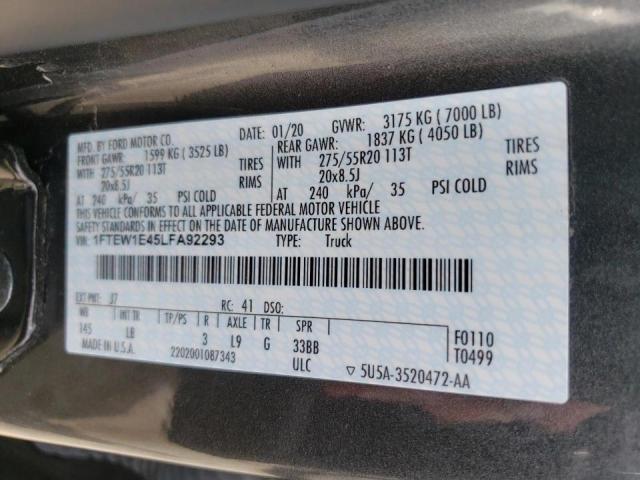 MFD. BY FORD MOTOR CO.
01/20 GVWR: 3175 KG ( 7000 LB)
FRONT GAWR: 1599 KG ( 3525 LB)
REAR GAWR: 1837 KG ( 4050 LB)
WITH 275/55R20 113T TIRES
WITH 275/55R20 113T TIRES
20x8.5J RIMS
20x8.5J RIMS
AT 240 kPa/ 35 PSI COLD
AT 240 kPa/ 35 PSI COLD
THIS VEHICLE CONFORMS TO ALL APPLICABLE FEDERAL MOTOR VEHICLE
SAFETY STANDARDS IN EFFECT ON THE DATE OF MANUFACTURE SHOWN ABOVE.
VIN: 1FTEW1E45LFA92293 TYPE: Truck
EXT PNT: J7 RC: 41 DSO:
WB INT TR TP/PS R AXLE TR SPR
145 LB 3 L9 G 33BB F0110
MADE IN U.S.A. 2202001087343 ULC T0499
▽ 5U5A-3520472-AA